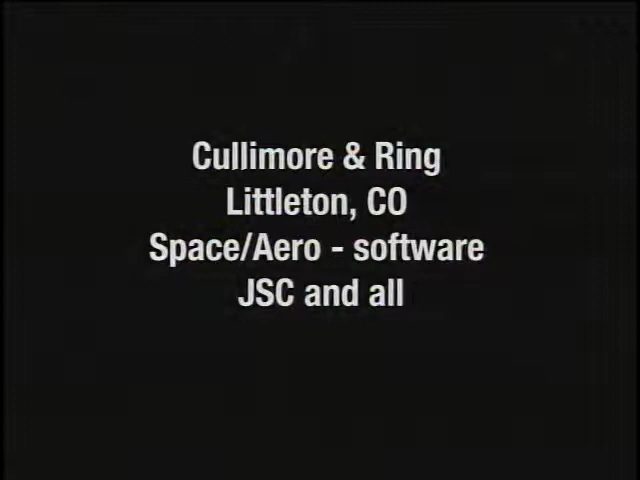 Cullimore & Ring
Littleton, CO
Space/Aero - software
JSC and all